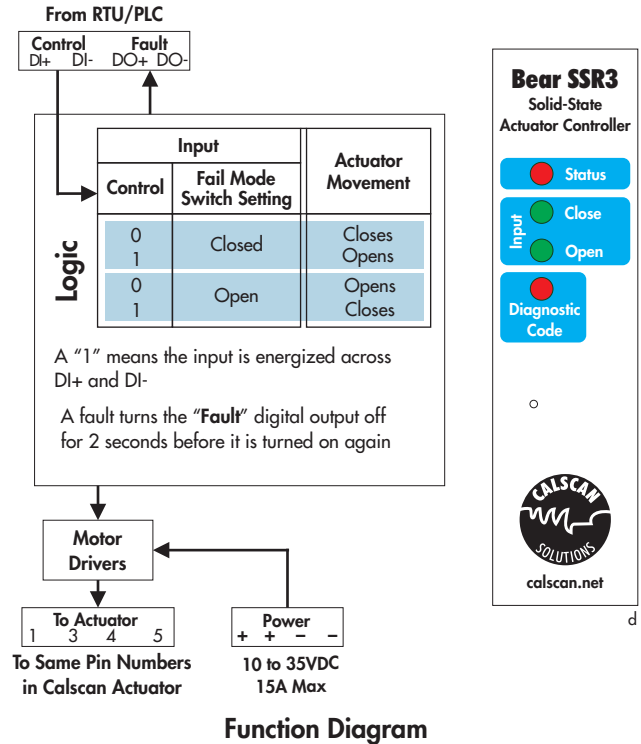 From RTU/PLC
Control Fault
DI+ DI- DO+ DO-
Logic
Input
Control
Fail Mode
Switch Setting
Actuator
Movement
0 Closed Closes
1 Opens
0 Open Opens
1 Closes
A “1” means the input is energized across
DI+ and DI-
A fault turns the “Fault” digital output off
for 2 seconds before it is turned on again
Motor
Drivers
To Actuator
1 3 4 5
To Same Pin Numbers
in Calscan Actuator
Power
+ + – –
10 to 35VDC
15A Max
Function Diagram
Bear SSR3
Solid-State
Actuator Controller
Status
Input
Close
Open
Diagnostic
Code
CALSCAN
SOLUTIONS
calscan.net
d